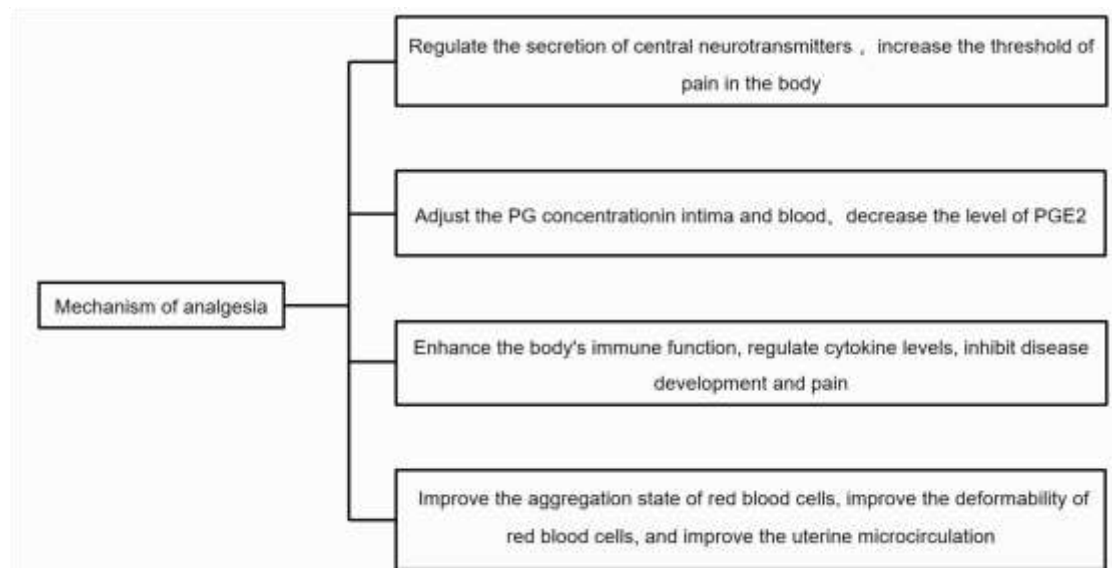 Regulate the secretion of central neurotransmitters， increase the threshold of
pain in the body
Adjust the PG concentrationin intima and blood、decrease the level of PGE2
Mechanism of analgesia
Enhance the body's immune function, regulate cytokine levels, inhibit disease
development and pain
Improve the aggregation state of red blood cells, improve the deformability of
red blood cells, and improve the uterine microcirculation